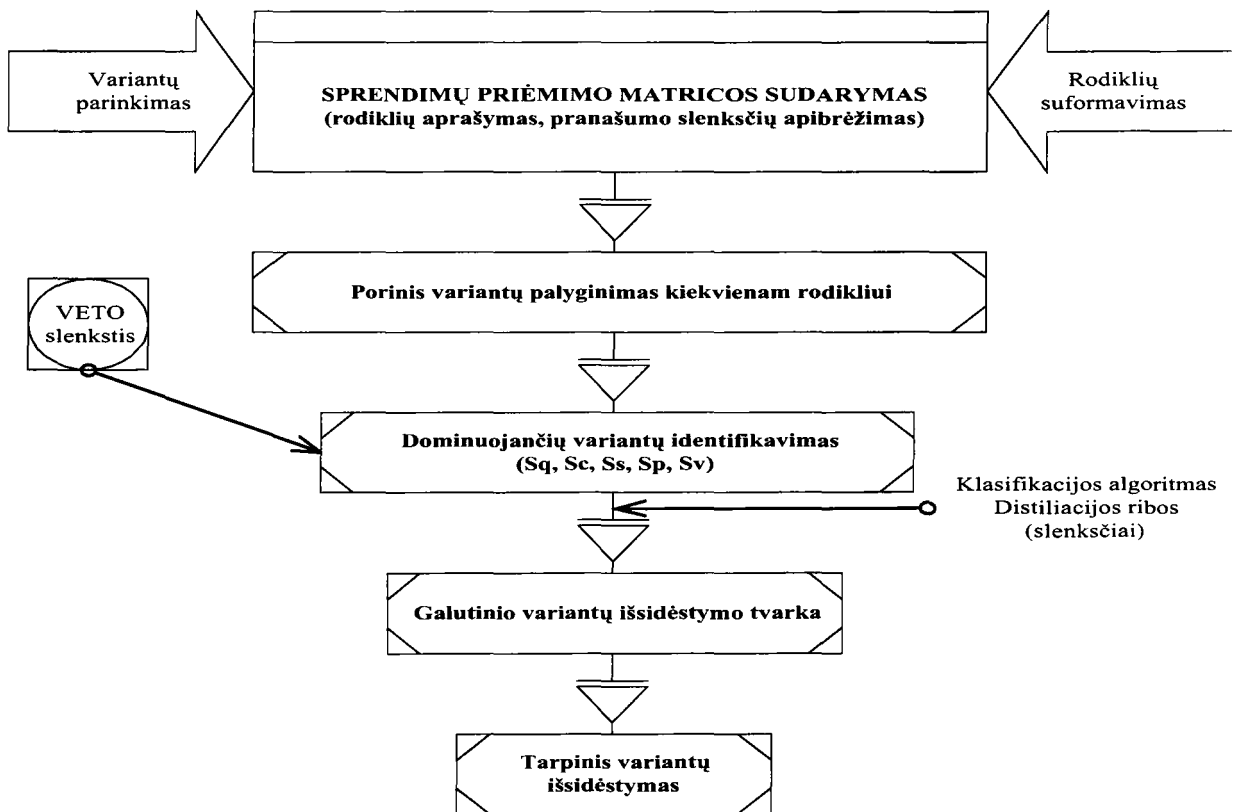 Variantų
parinkimas
SPRENDIMŲ PRIĖMIMO MATRICOS SUDARYMAS
(rodiklių aprašymas, pranašumo slenksčių apibrėžimas)
Rodiklių
suformavimas
Porinis variantų palyginimas kiekvienam rodikliui
VETO
slenkstis
Dominuojančių variantų identifikavimas
(Sq, Sc, Ss, Sp, Sv)
Klasifikacijos algoritmas
Distiliacijos ribos
(slenksčiai)
Galutinio variantų išsidėstymo tvarka
Tarpinis variantų
išsidėstymas